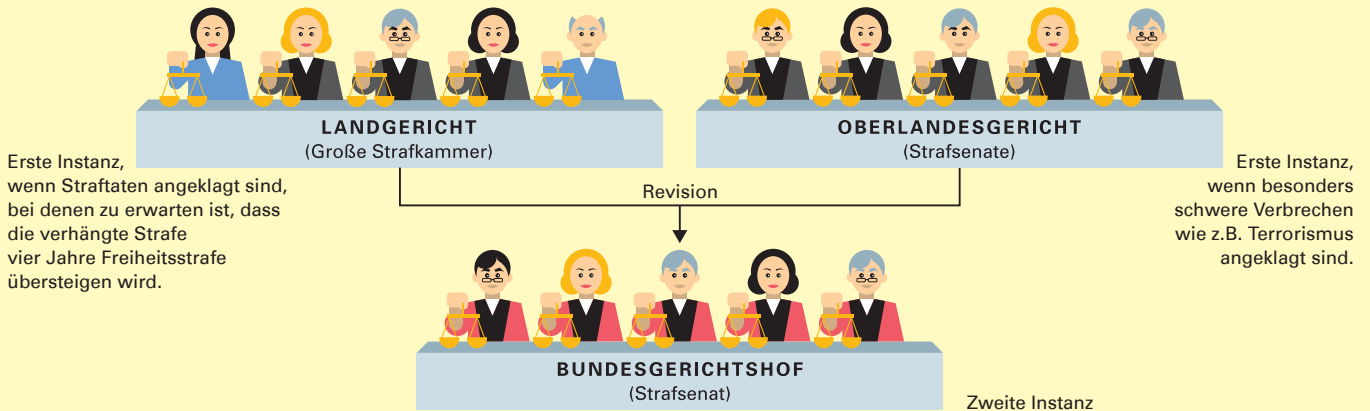 LANDGERICHT
(Große Strafkammer)
OBERLANDESGERICHT
(Strafsenate)
Erste Instanz,
wenn Straftaten angeklagt sind,
bei denen zu erwarten ist, dass
die verhängte Strafe
vier Jahre Freiheitsstrafe
übersteigen wird.
Revision
Erste Instanz,
wenn besonders
schwere Verbrechen
wie z.B. Terrorismus
angeklagt sind.
BUNDESGERICHTSHOF
(Strafsenat)
Zweite Instanz